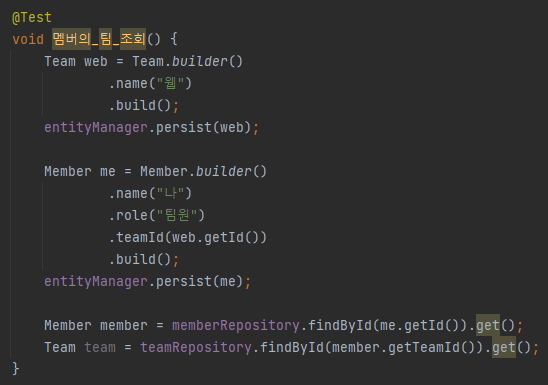 @Test
void 멤버의_팀_조회() {
    Team web = Team.builder()
            .name("웹")
            .build();
    entityManager.persist(web);

    Member me = Member.builder()
            .name("나")
            .role("팀원")
            .teamId(web.getId())
            .build();
    entityManager.persist(me);

    Member member = memberRepository.findById(me.getId()).get();
    Team team = teamRepository.findById(member.getTeamId()).get();
}